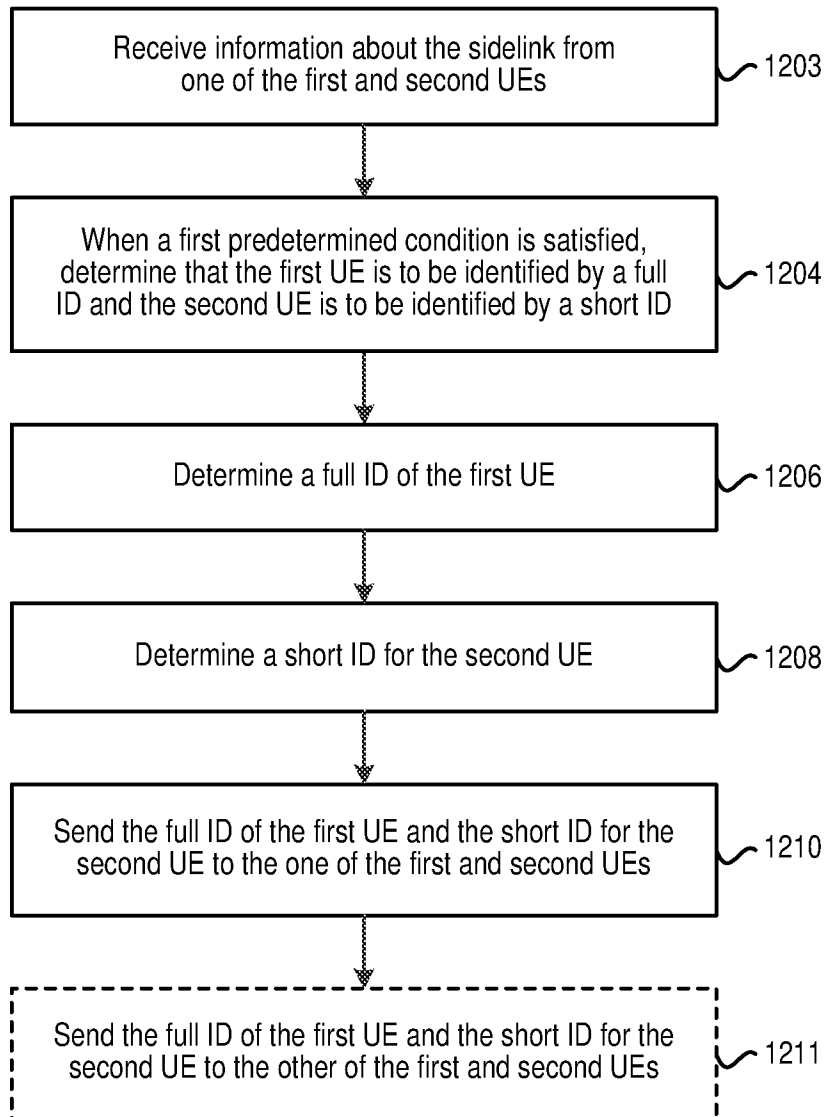 Receive information about the sidelink from
one of the first and second UEs
1203
When a first predetermined condition is satisfied,
determine that the first UE is to be identified by a full
ID and the second UE is to be identified by a short ID
1204
Determine a full ID of the first UE
1206
Determine a short ID for the second UE
1208
Send the full ID of the first UE and the short ID for the
second UE to the one of the first and second UEs
1210
Send the full ID of the first UE and the short ID for the
second UE to the other of the first and second UEs
1211